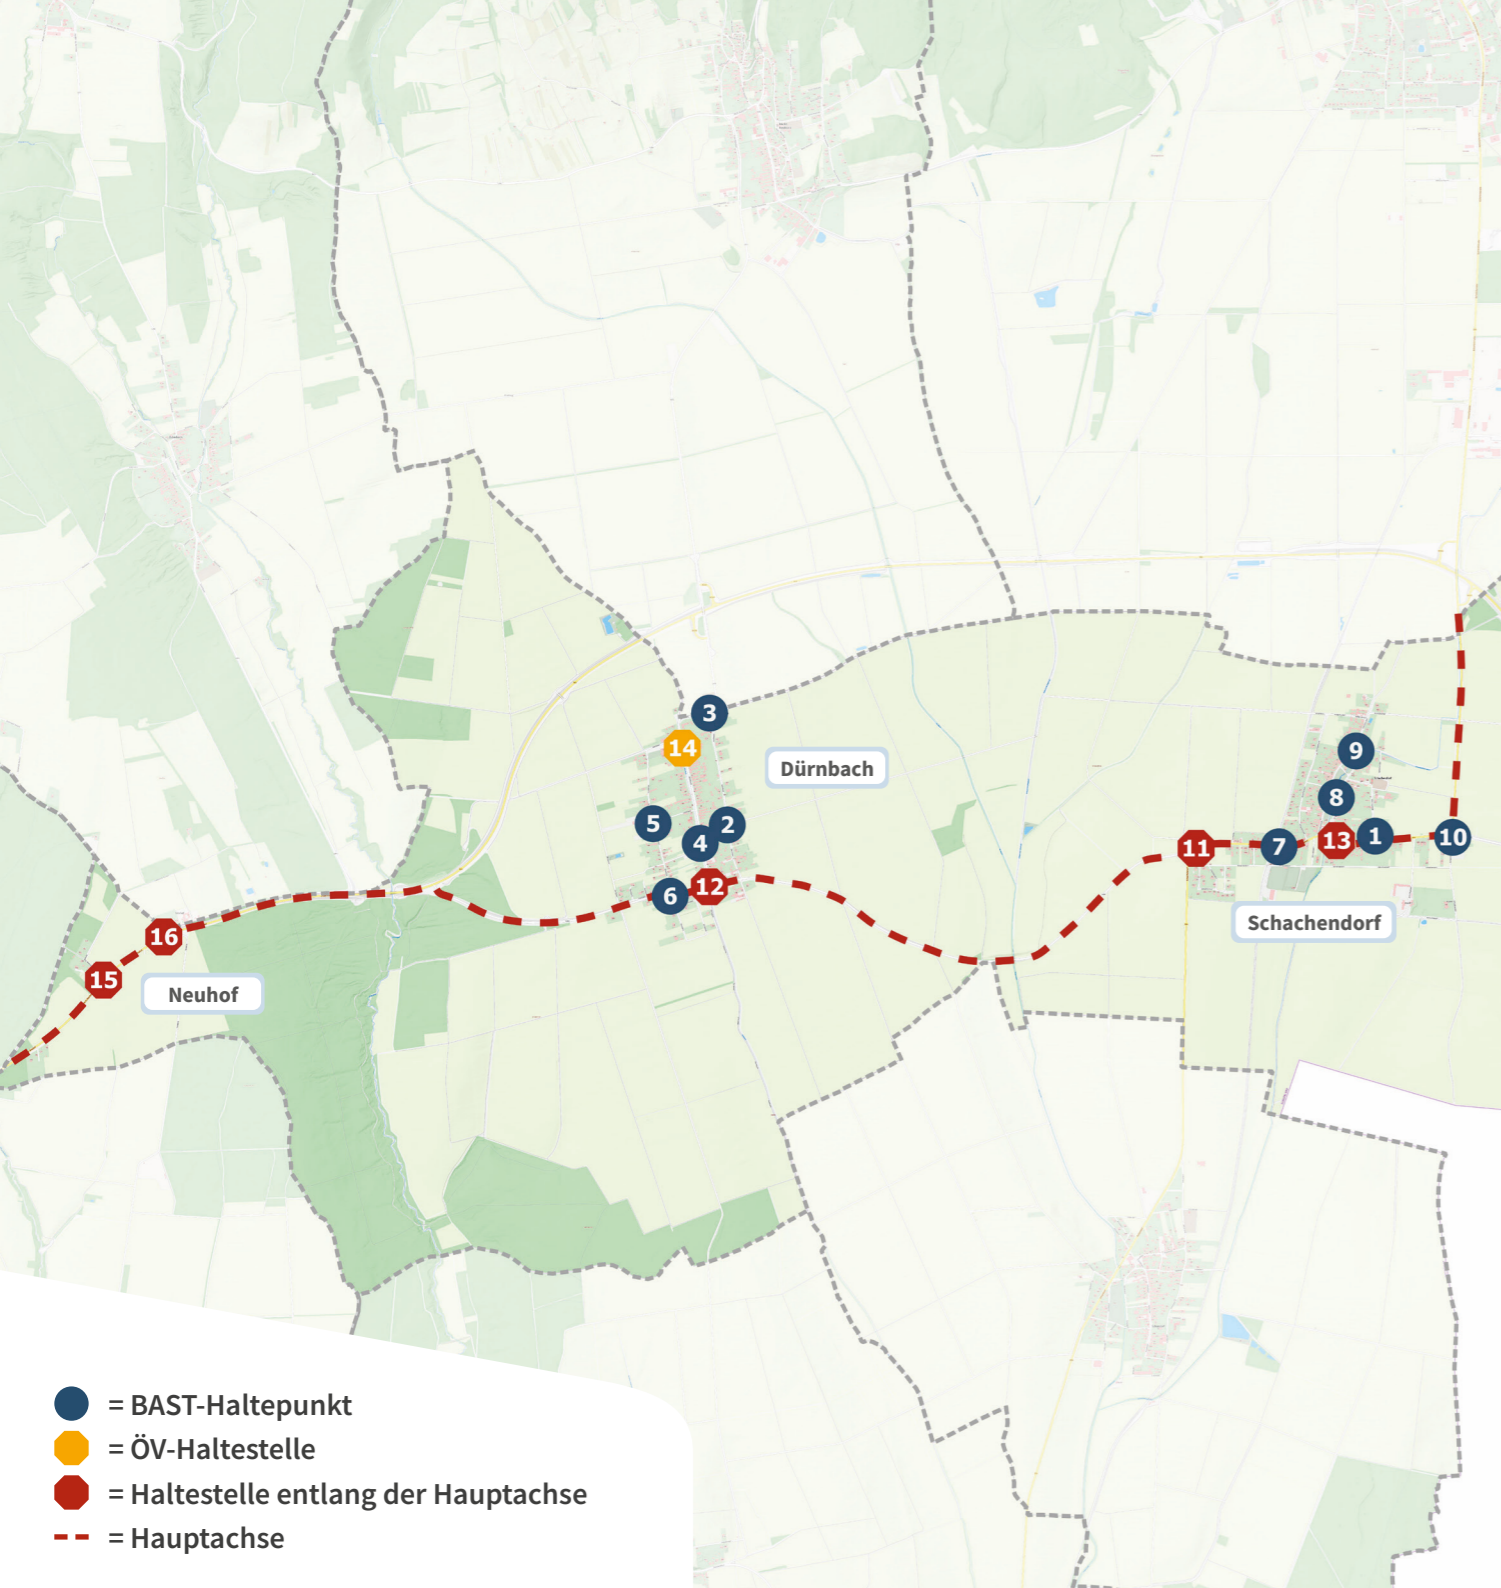 3
14
Dürnbach
9
8
5
2
4
13
1
10
11
7
12
6
Schachendorf
16
15
Neuhof
= BAST-Haltepunkt
= ÖV-Haltestelle
= Haltestelle entlang der Hauptachse
= Hauptachse